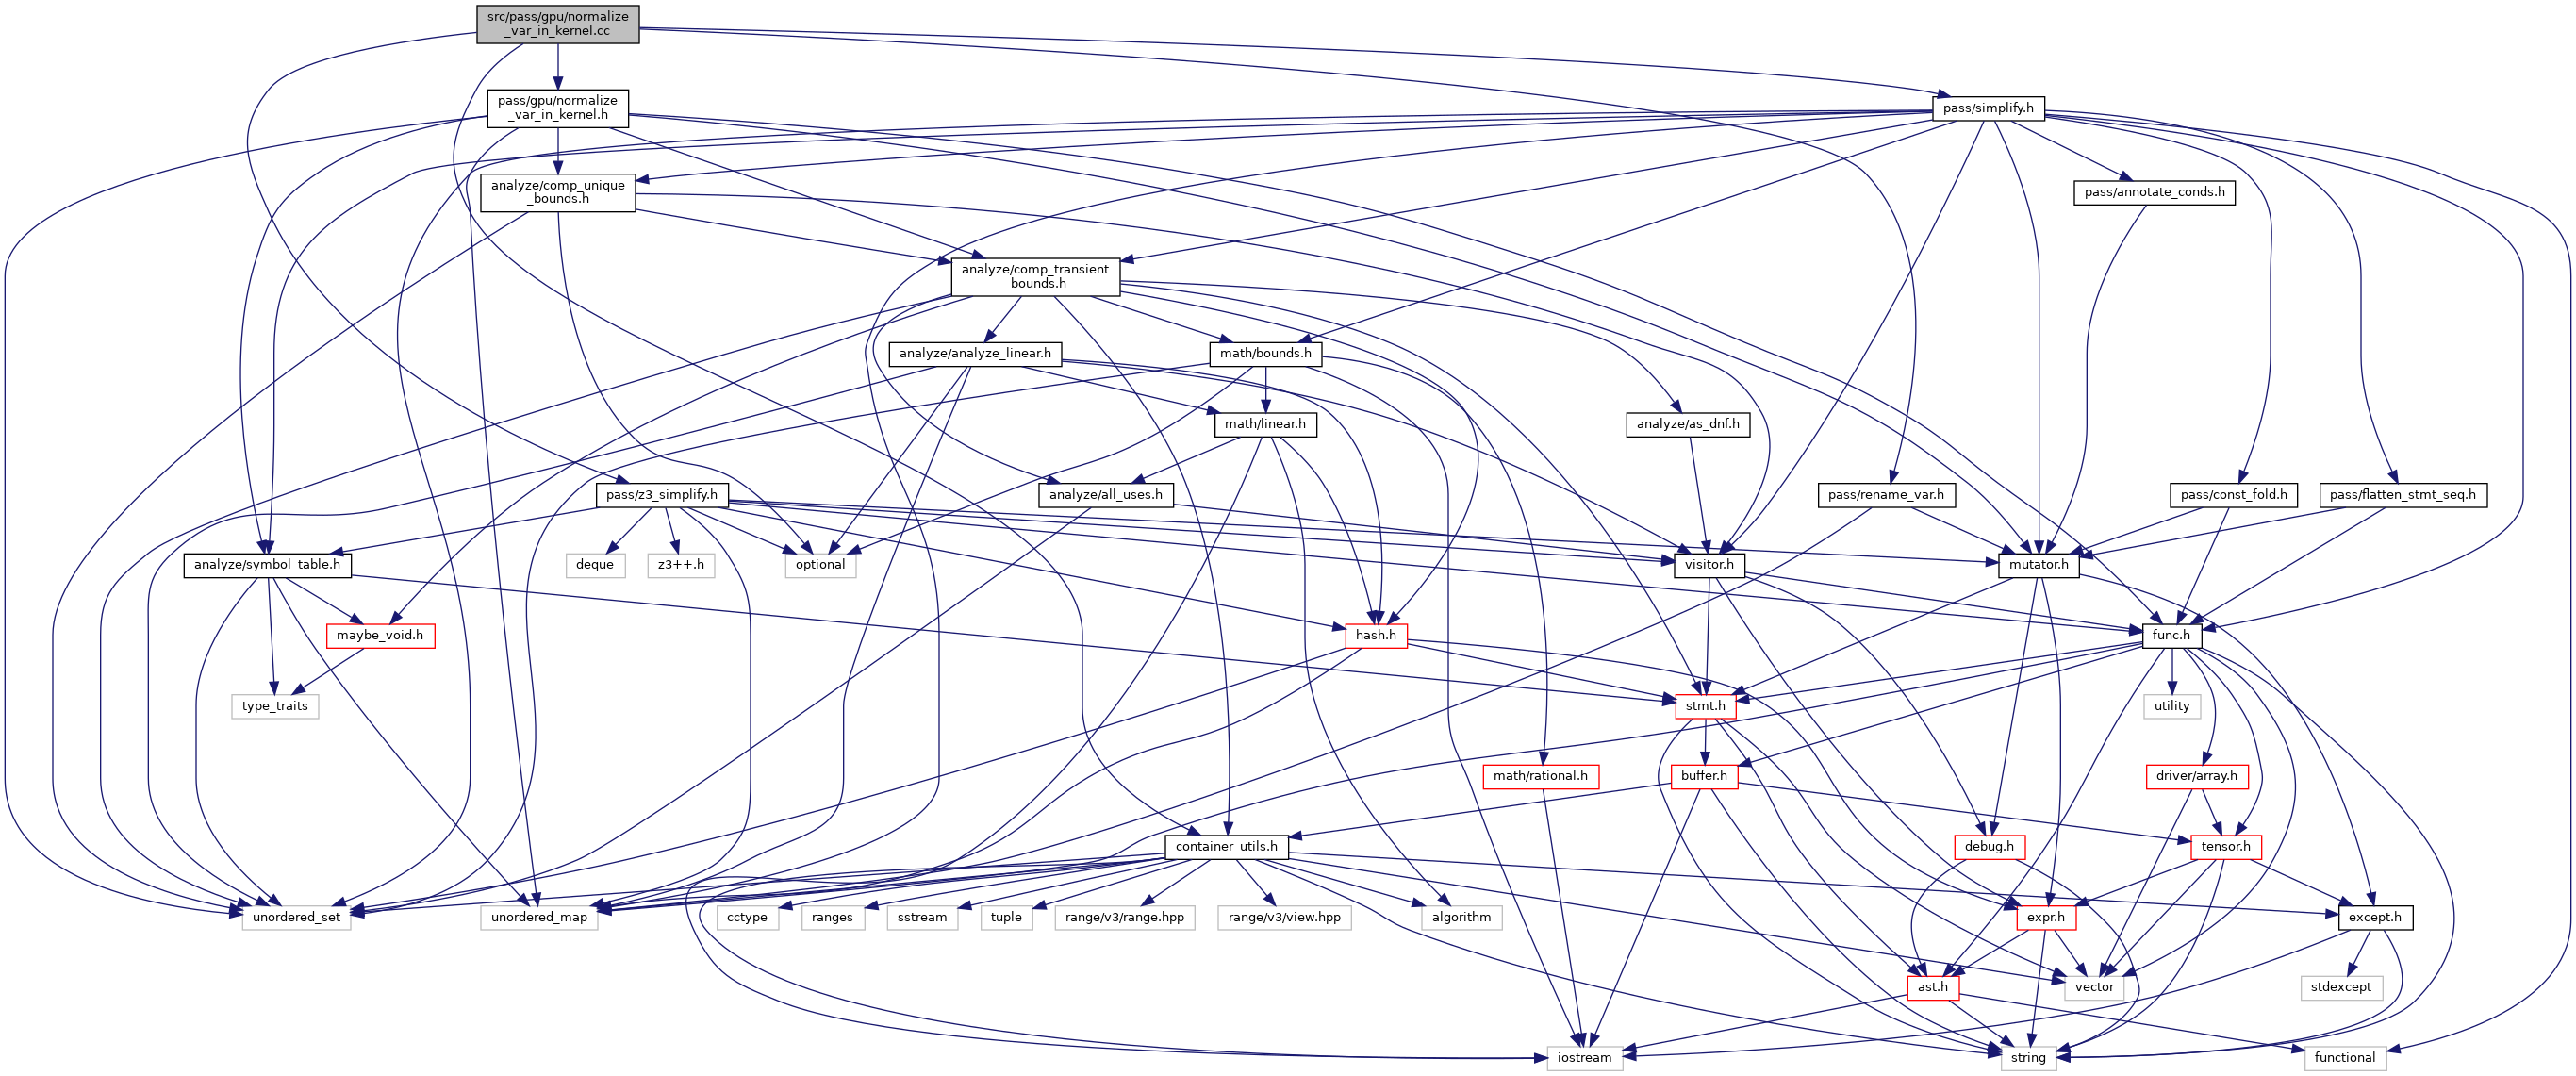 src/pass/gpu/normalize
_var_in_kernel.cc
pass/gpu/normalize
_var_in_kernel.h
pass/simplify.h
analyze/comp_unique
_bounds.h
pass/annotate_conds.h
analyze/comp_transient
_bounds.h
analyze/analyze_linear.h
math/bounds.h
math/linear.h
analyze/as_dnf.h
pass/z3_simplify.h
analyze/all_uses.h
pass/rename_var.h
pass/const_fold.h
pass/flatten_stmt_seq.h
analyze/symbol_table.h
deque
z3++.h
optional
visitor.h
mutator.h
maybe_void.h
hash.h
func.h
type_traits
stmt.h
utility
math/rational.h
buffer.h
driver/array.h
container_utils.h
debug.h
tensor.h
unordered_set
unordered_map
cctype
ranges
sstream
tuple
range/v3/range.hpp
range/v3/view.hpp
algorithm
expr.h
except.h
ast.h
vector
stdexcept
iostream
string
functional